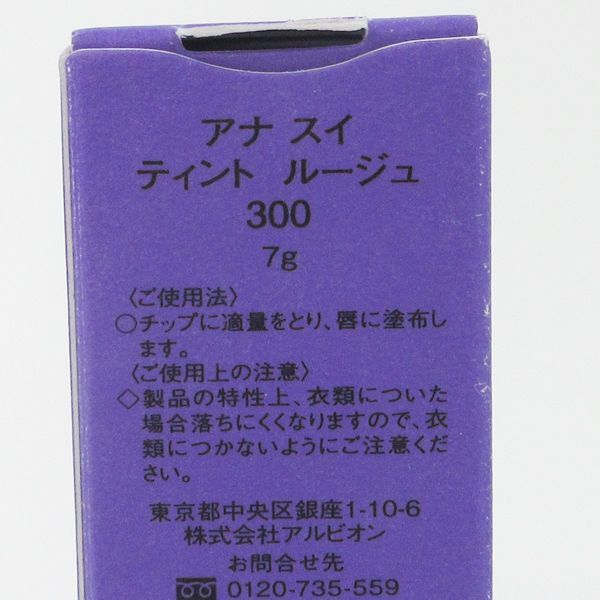 アナ スイ
ティント ルージュ
300
7g
〈ご使用法〉
○チップに適量をとり、唇に塗布し
ます。
〈ご使用上の注意〉
◇製品の特性上、衣類についた
場合落ちにくくなりますので、衣
類につかないようにご注意くだ
さい。
東京都中央区銀座1-10-6
株式会社アルビオン
お問合せ先
0120-735-559